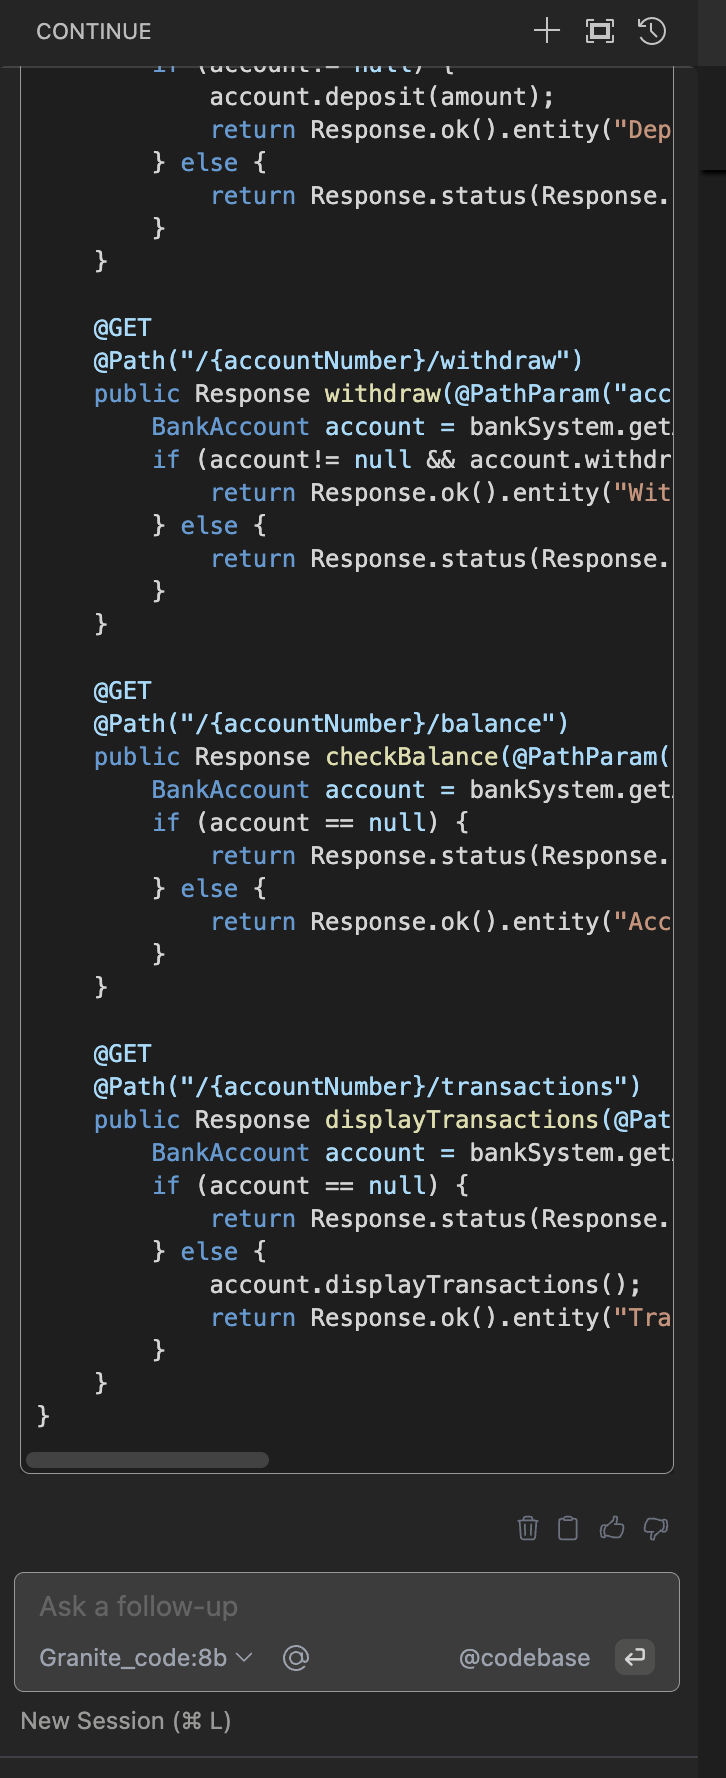 CONTINUE
if (account!= null) {
account.deposit(amount);
return Response.ok().entity("Dep
} else {
return Response.status(Response.
}
}
@GET
@Path("/{accountNumber}/withdraw")
public Response withdraw(@PathParam("acc
BankAccount account = bankSystem.get
if (account!= null && account.withdr
return Response.ok().entity("Wit
} else {
return Response.status(Response.
}
}
@GET
@Path("/{accountNumber}/balance")
public Response checkBalance(@PathParam(
BankAccount account = bankSystem.get
if (account == null) {
return Response.status(Response.
} else {
return Response.ok().entity("Acc
}
}
@GET
@Path("/{accountNumber}/transactions")
public Response displayTransactions(@Pat
BankAccount account = bankSystem.get
if (account == null) {
return Response.status(Response.
} else {
account.displayTransactions();
return Response.ok().entity("Tra
}
}
}
Ask a follow-up
Granite_code:8b @ @codebase
New Session (⌘ L)